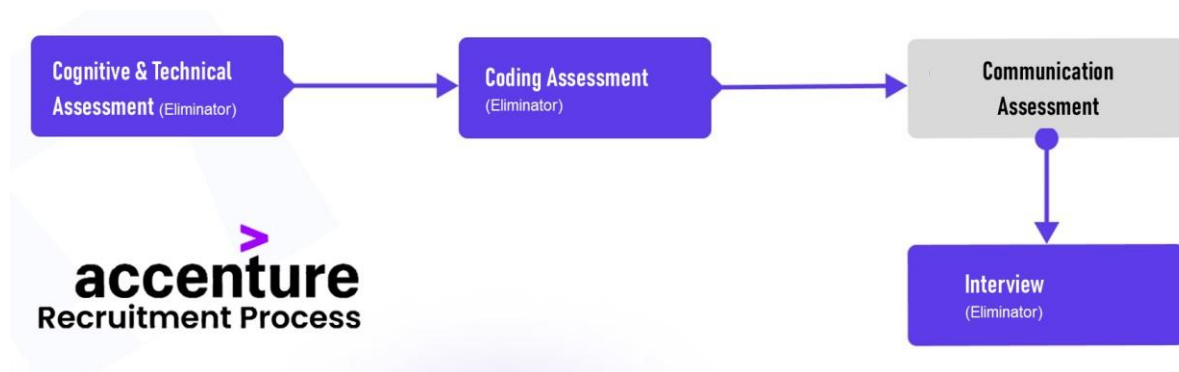 Cognitive & Technical
Assessment (Eliminator)
Coding Assessment
(Eliminator)
Communication
Assessment
Interview
(Eliminator)
>
accenture
Recruitment Process